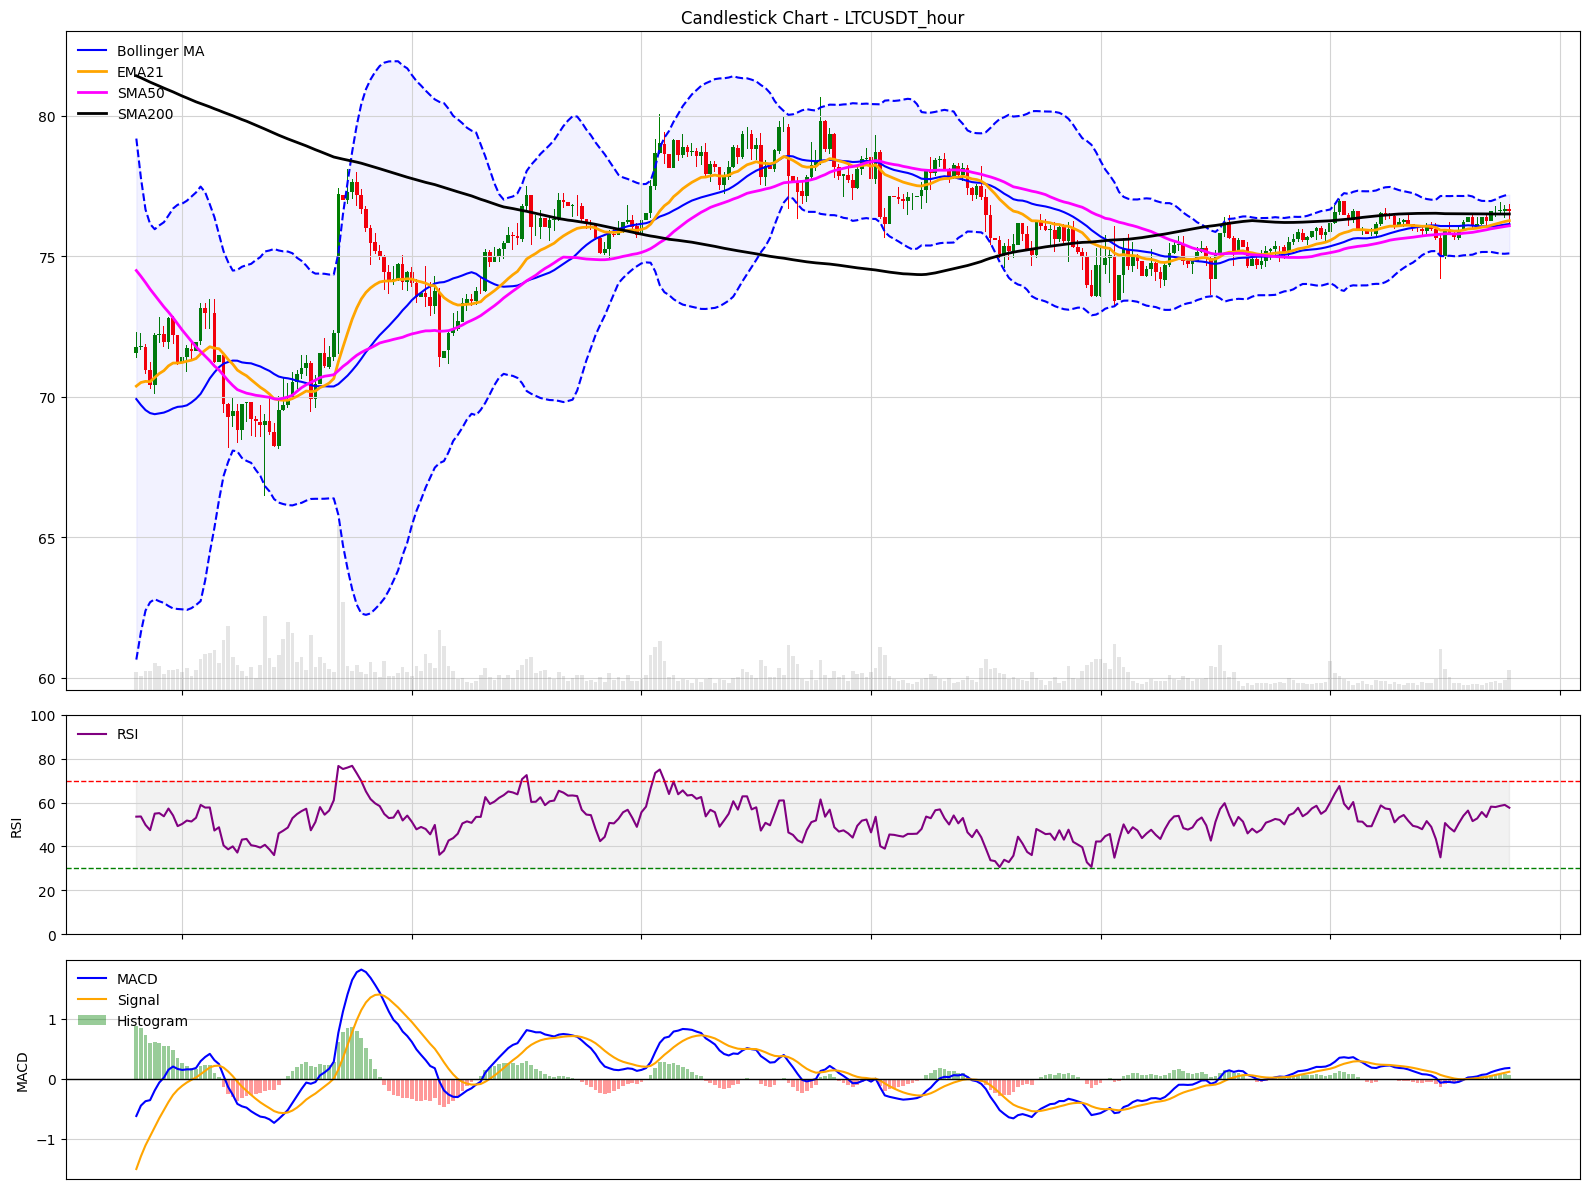 Candlestick Chart - LTCUSDT_hour
Bollinger MA
EMA21
SMA50
SMA200
80
75
70
65
60
RSI
100
80
60
40
20
0
RSI
MACD
Signal
Histogram
1
0
−1
MACD